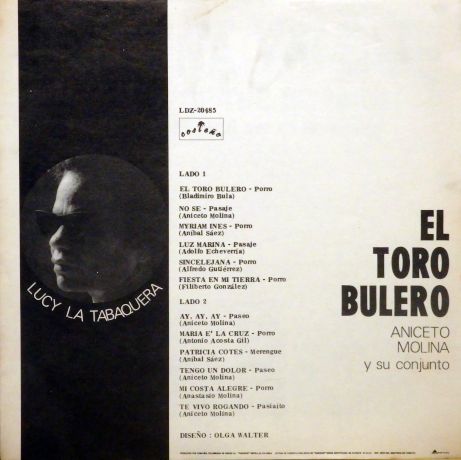 LDZ-20485
costeño
LADO 1
EL TORO BULERO - Porro
(Bladimiro Bula)
NO SE - Pasaje
(Aniceto Molina)
MYRIAM INES - Porro
(Anibal Sáez)
LUZ MARINA - Pasaje
(Adolfo Echeverría)
SINCELEJANA - Porro
(Alfredo Gutiérrez)
FIESTA EN MI TIERRA - Porro
(Filiberto González)
LADO 2
AY, AY, AY - Paseo
(Aniceto Molina)
MARIA E' LA CRUZ - Porro
(Antonio Acosta Gil)
PATRICIA COTES - Merengue
(Anibal Sáez)
TENGO UN DOLOR - Paseo
(Aniceto Molina)
MI COSTA ALEGRE - Porro
(Anastasio Molina)
TE VIVO ROGANDO - Pasiaito
(Aniceto Molina)
DISEÑO : OLGA WALTER
LUCY LA TABAQUERA
EL
TORO
BULERO
ANICETO
MOLINA
y su conjunto